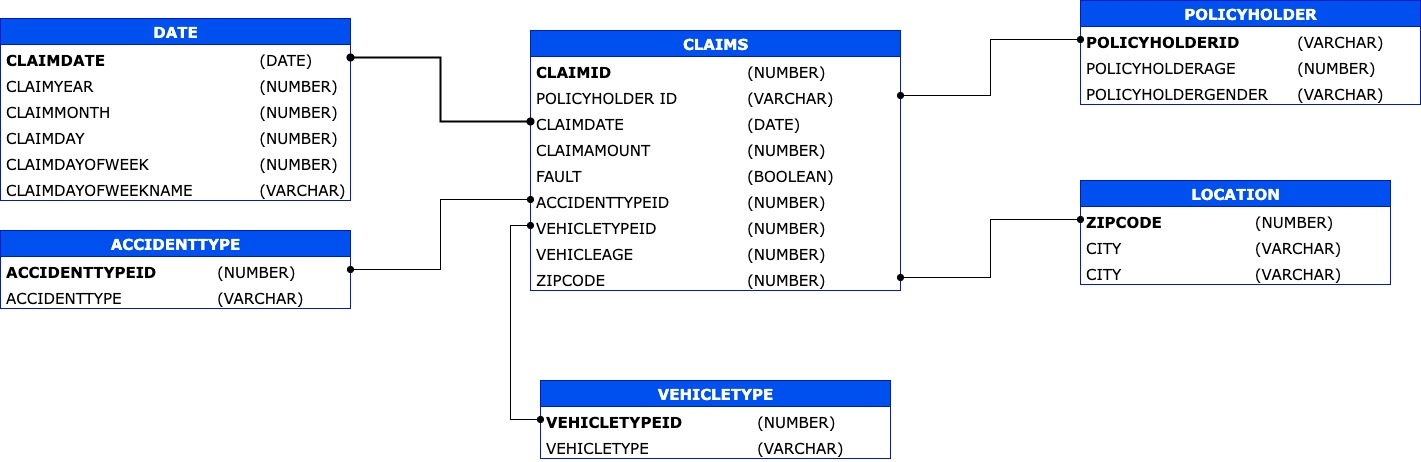 DATE
CLAIMDATE (DATE)
CLAIMYEAR (NUMBER)
CLAIMMONTH (NUMBER)
CLAIMDAY (NUMBER)
CLAIMDAYOFWEEK (NUMBER)
CLAIMDAYOFWEEKNAME (VARCHAR)
ACCIDENTTYPE
ACCIDENTTYPEID (NUMBER)
ACCIDENTTYPE (VARCHAR)
CLAIMS
CLAIMID (NUMBER)
POLICYHOLDER ID (VARCHAR)
CLAIMDATE (DATE)
CLAIMAMOUNT (NUMBER)
FAULT (BOOLEAN)
ACCIDENTTYPEID (NUMBER)
VEHICLETYPEID (NUMBER)
VEHICLEAGE (NUMBER)
ZIPCODE (NUMBER)
VEHICLETYPE
VEHICLETYPEID (NUMBER)
VEHICLETYPE (VARCHAR)
POLICYHOLDER
POLICYHOLDERID (VARCHAR)
POLICYHOLDERAGE (NUMBER)
POLICYHOLDERGENDER (VARCHAR)
LOCATION
ZIPCODE (NUMBER)
CITY (VARCHAR)
CITY (VARCHAR)